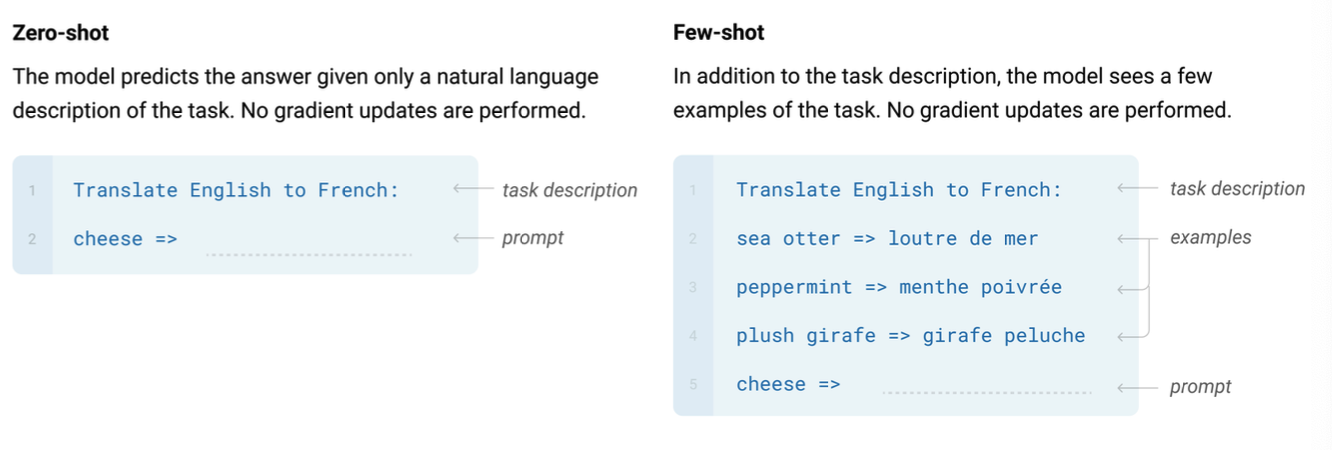 Zero-shot
The model predicts the answer given only a natural language
description of the task. No gradient updates are performed.
1 Translate English to French: task description
2 cheese => prompt
Few-shot
In addition to the task description, the model sees a few
examples of the task. No gradient updates are performed.
1 Translate English to French: task description
2 sea otter => loutre de mer examples
3 peppermint => menthe poivrée
4 plush girafe => girafe peluche
5 cheese => prompt